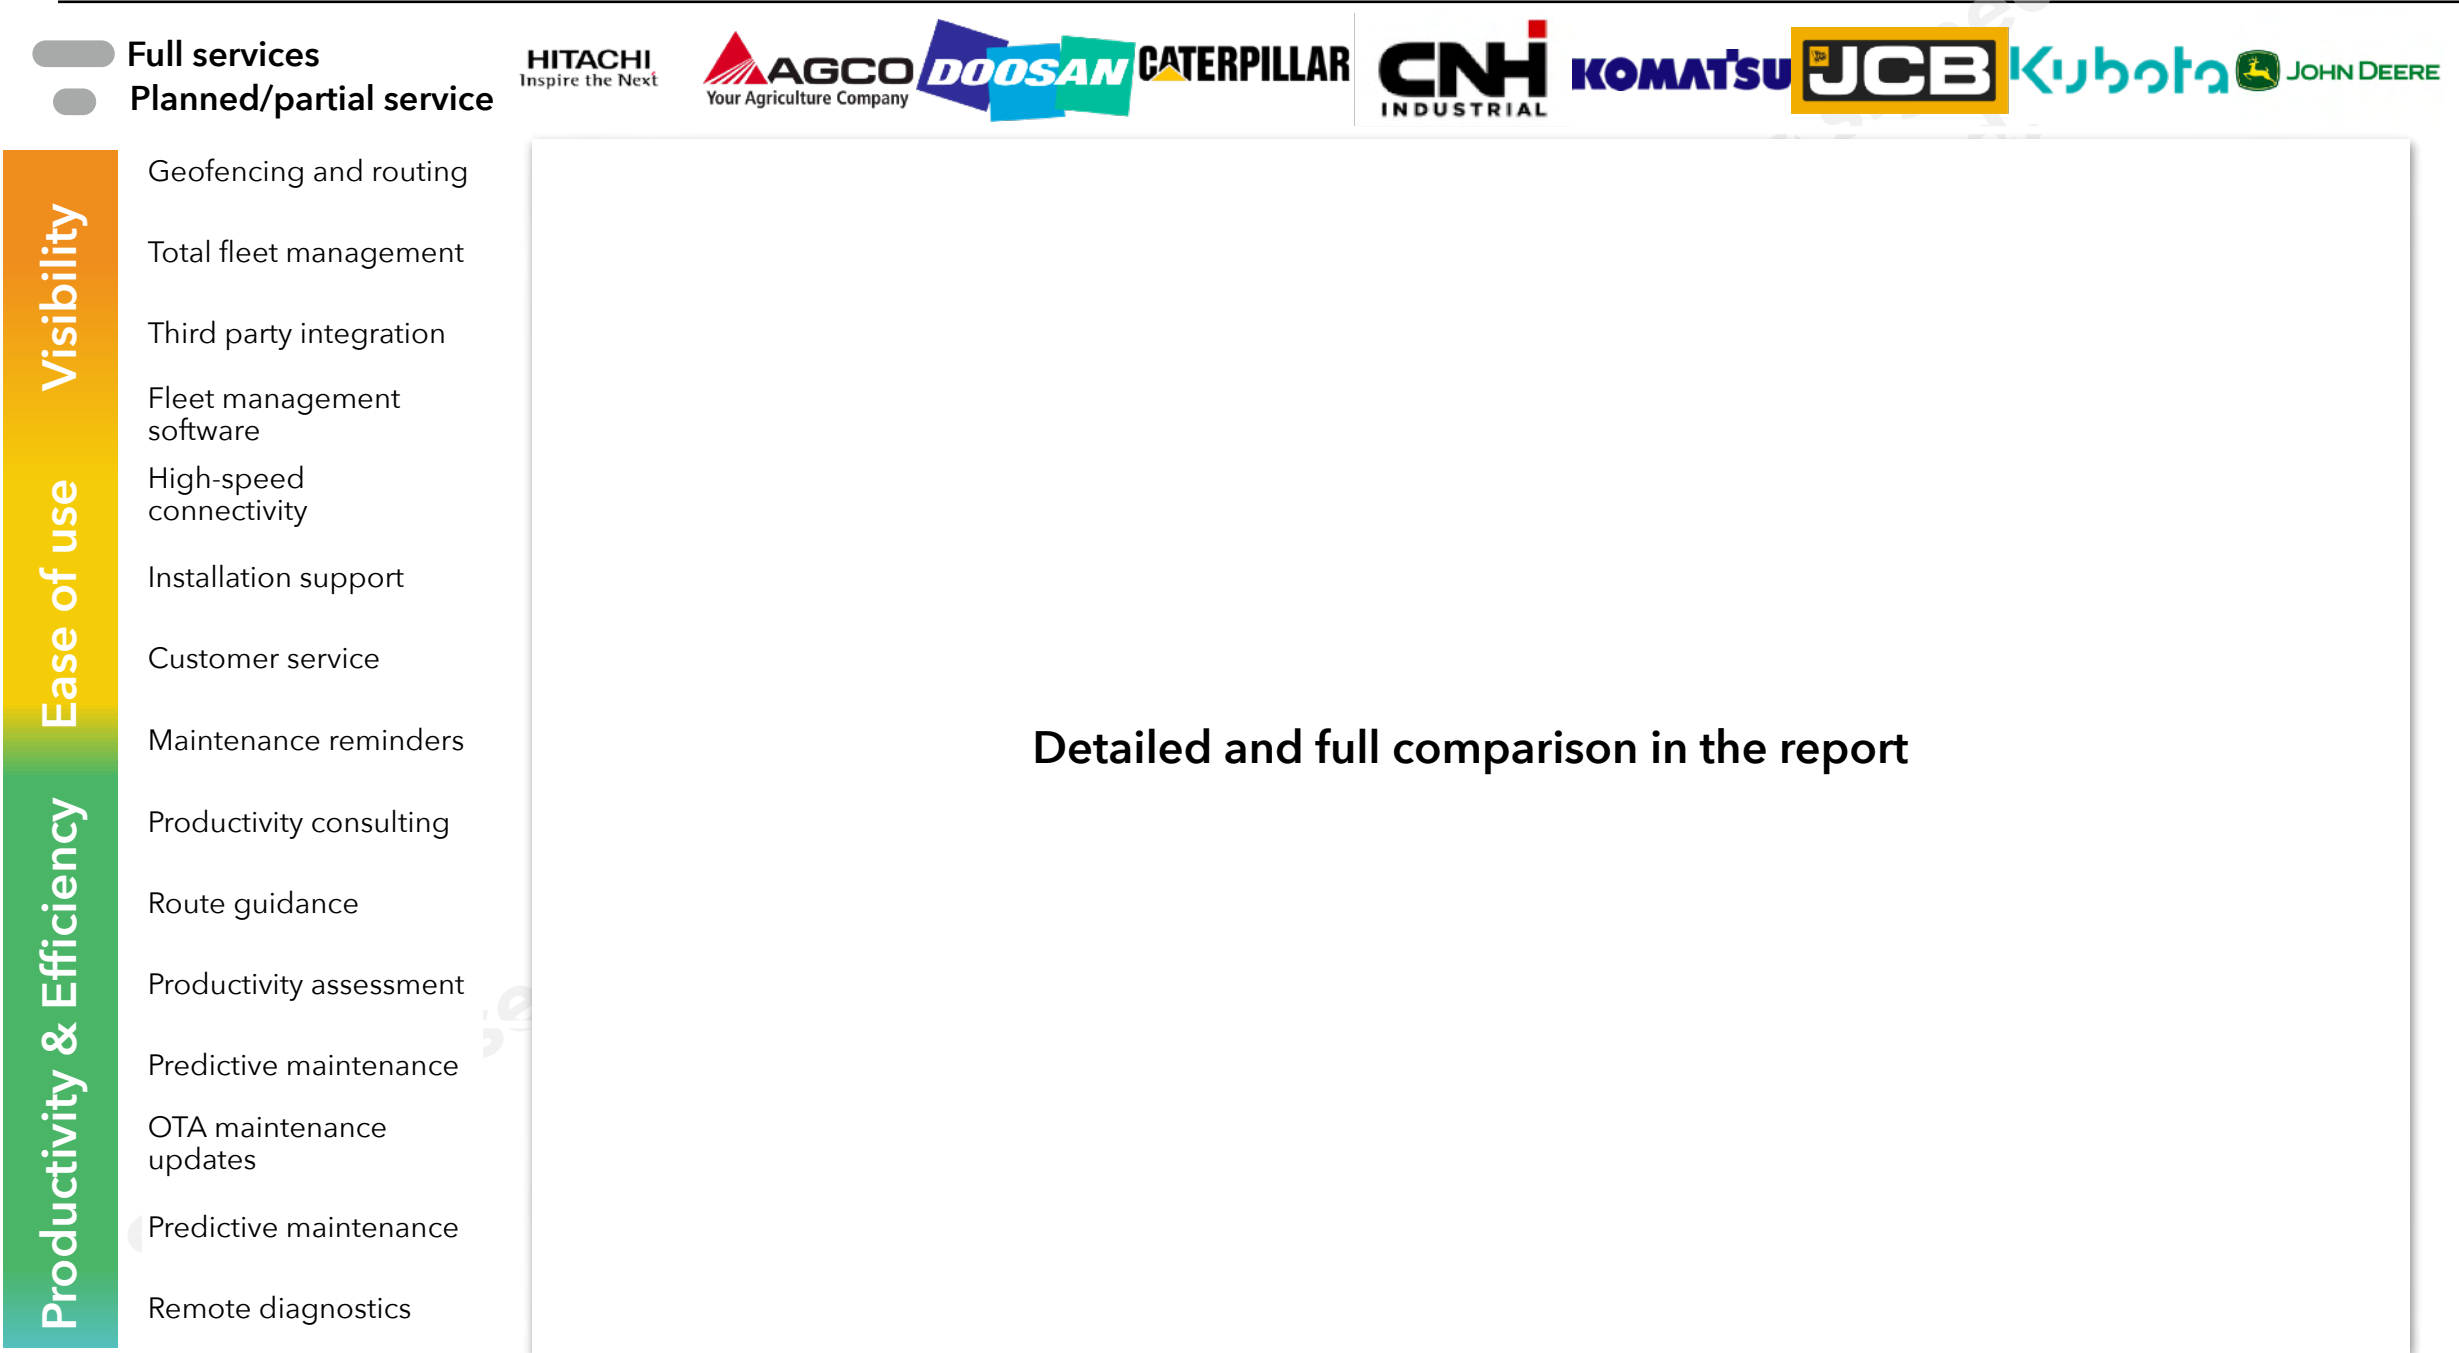 Full services
Planned/partial service
HITACHI
Inspire the Next
AGCO
Your Agriculture Company
DOOSAN
CATERPILLAR
CNH
INDUSTRIAL
KOMATSU
JCB
Kubota
JOHN DEERE
Visibility
Geofencing and routing
Total fleet management
Third party integration
Fleet management
software
Ease of use
High-speed
connectivity
Installation support
Customer service
Maintenance reminders
Productivity & Efficiency
Productivity consulting
Route guidance
Productivity assessment
Predictive maintenance
OTA maintenance
updates
Predictive maintenance
Remote diagnostics
Detailed and full comparison in the report